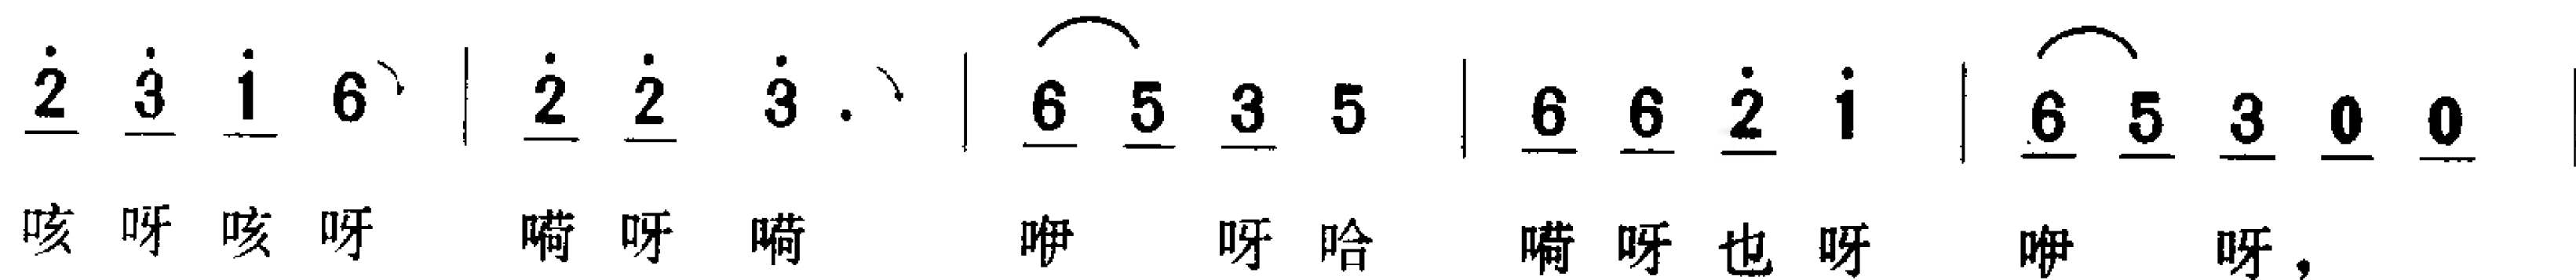 2̇ 3̇ 1̇ 6 | 2̇ 2̇ 3̇ . | 6 5 3 5 | 6 6 2̇ 1̇ | 6 5 3 0 0 |
咳 呀 咳 呀 嗬 呀 嗬 咿 呀 哈 嗬 呀 也 呀 咿 呀，